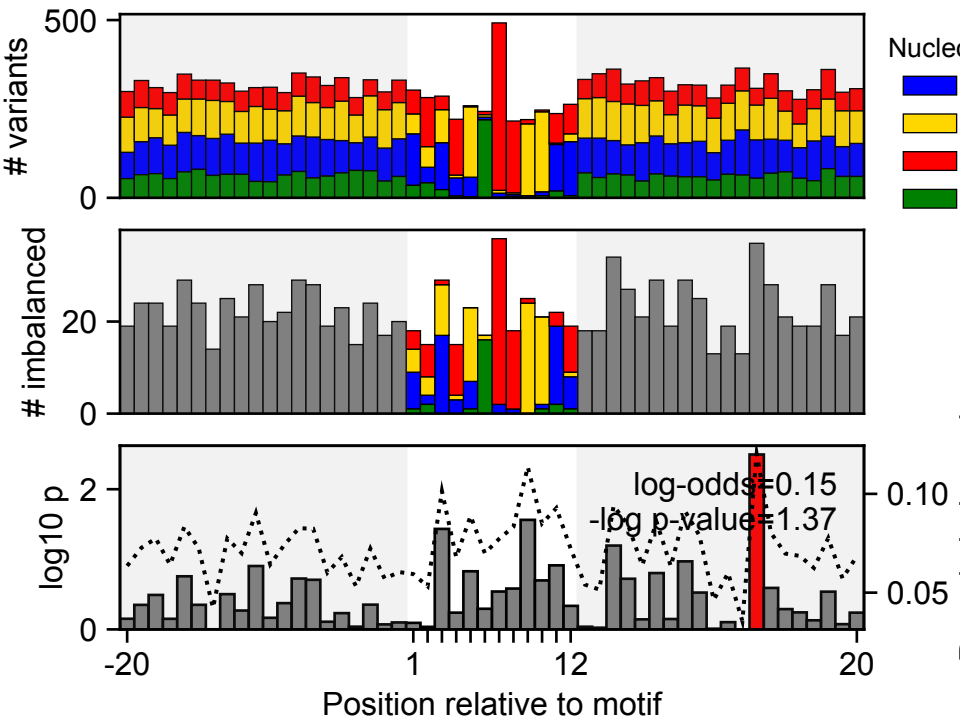 500
0
# variants
20
0
# imbalanced
2
0
log10 p
log-odds=0.15
-log p-value=1.37
0.10
0.05
-20
1
12
20
Position relative to motif